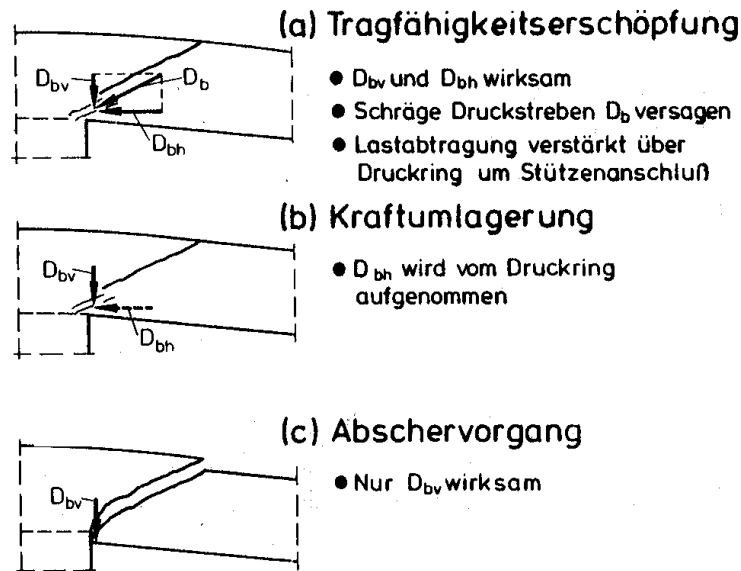 (a) Tragfähigkeitserschöpfung
D_bv D_b
D_bh
● D_bv und D_bh wirksam
● Schräge Druckstreben D_b versagen
● Lastabtragung verstärkt über
Druckring um Stützenanschluß
(b) Kraftumlagerung
D_bv
D_bh
● D_bh wird vom Druckring
aufgenommen
(c) Abschervorgang
D_bv
● Nur D_bv wirksam